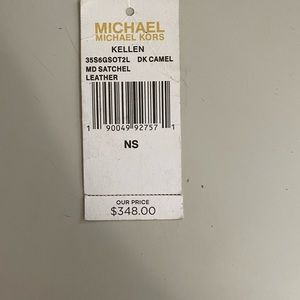 MICHAEL
MICHAEL KORS
KELLEN
35S6GSOT2L DK CAMEL
MD SATCHEL
LEATHER
1 90049 92757 1
NS
OUR PRICE
$348.00